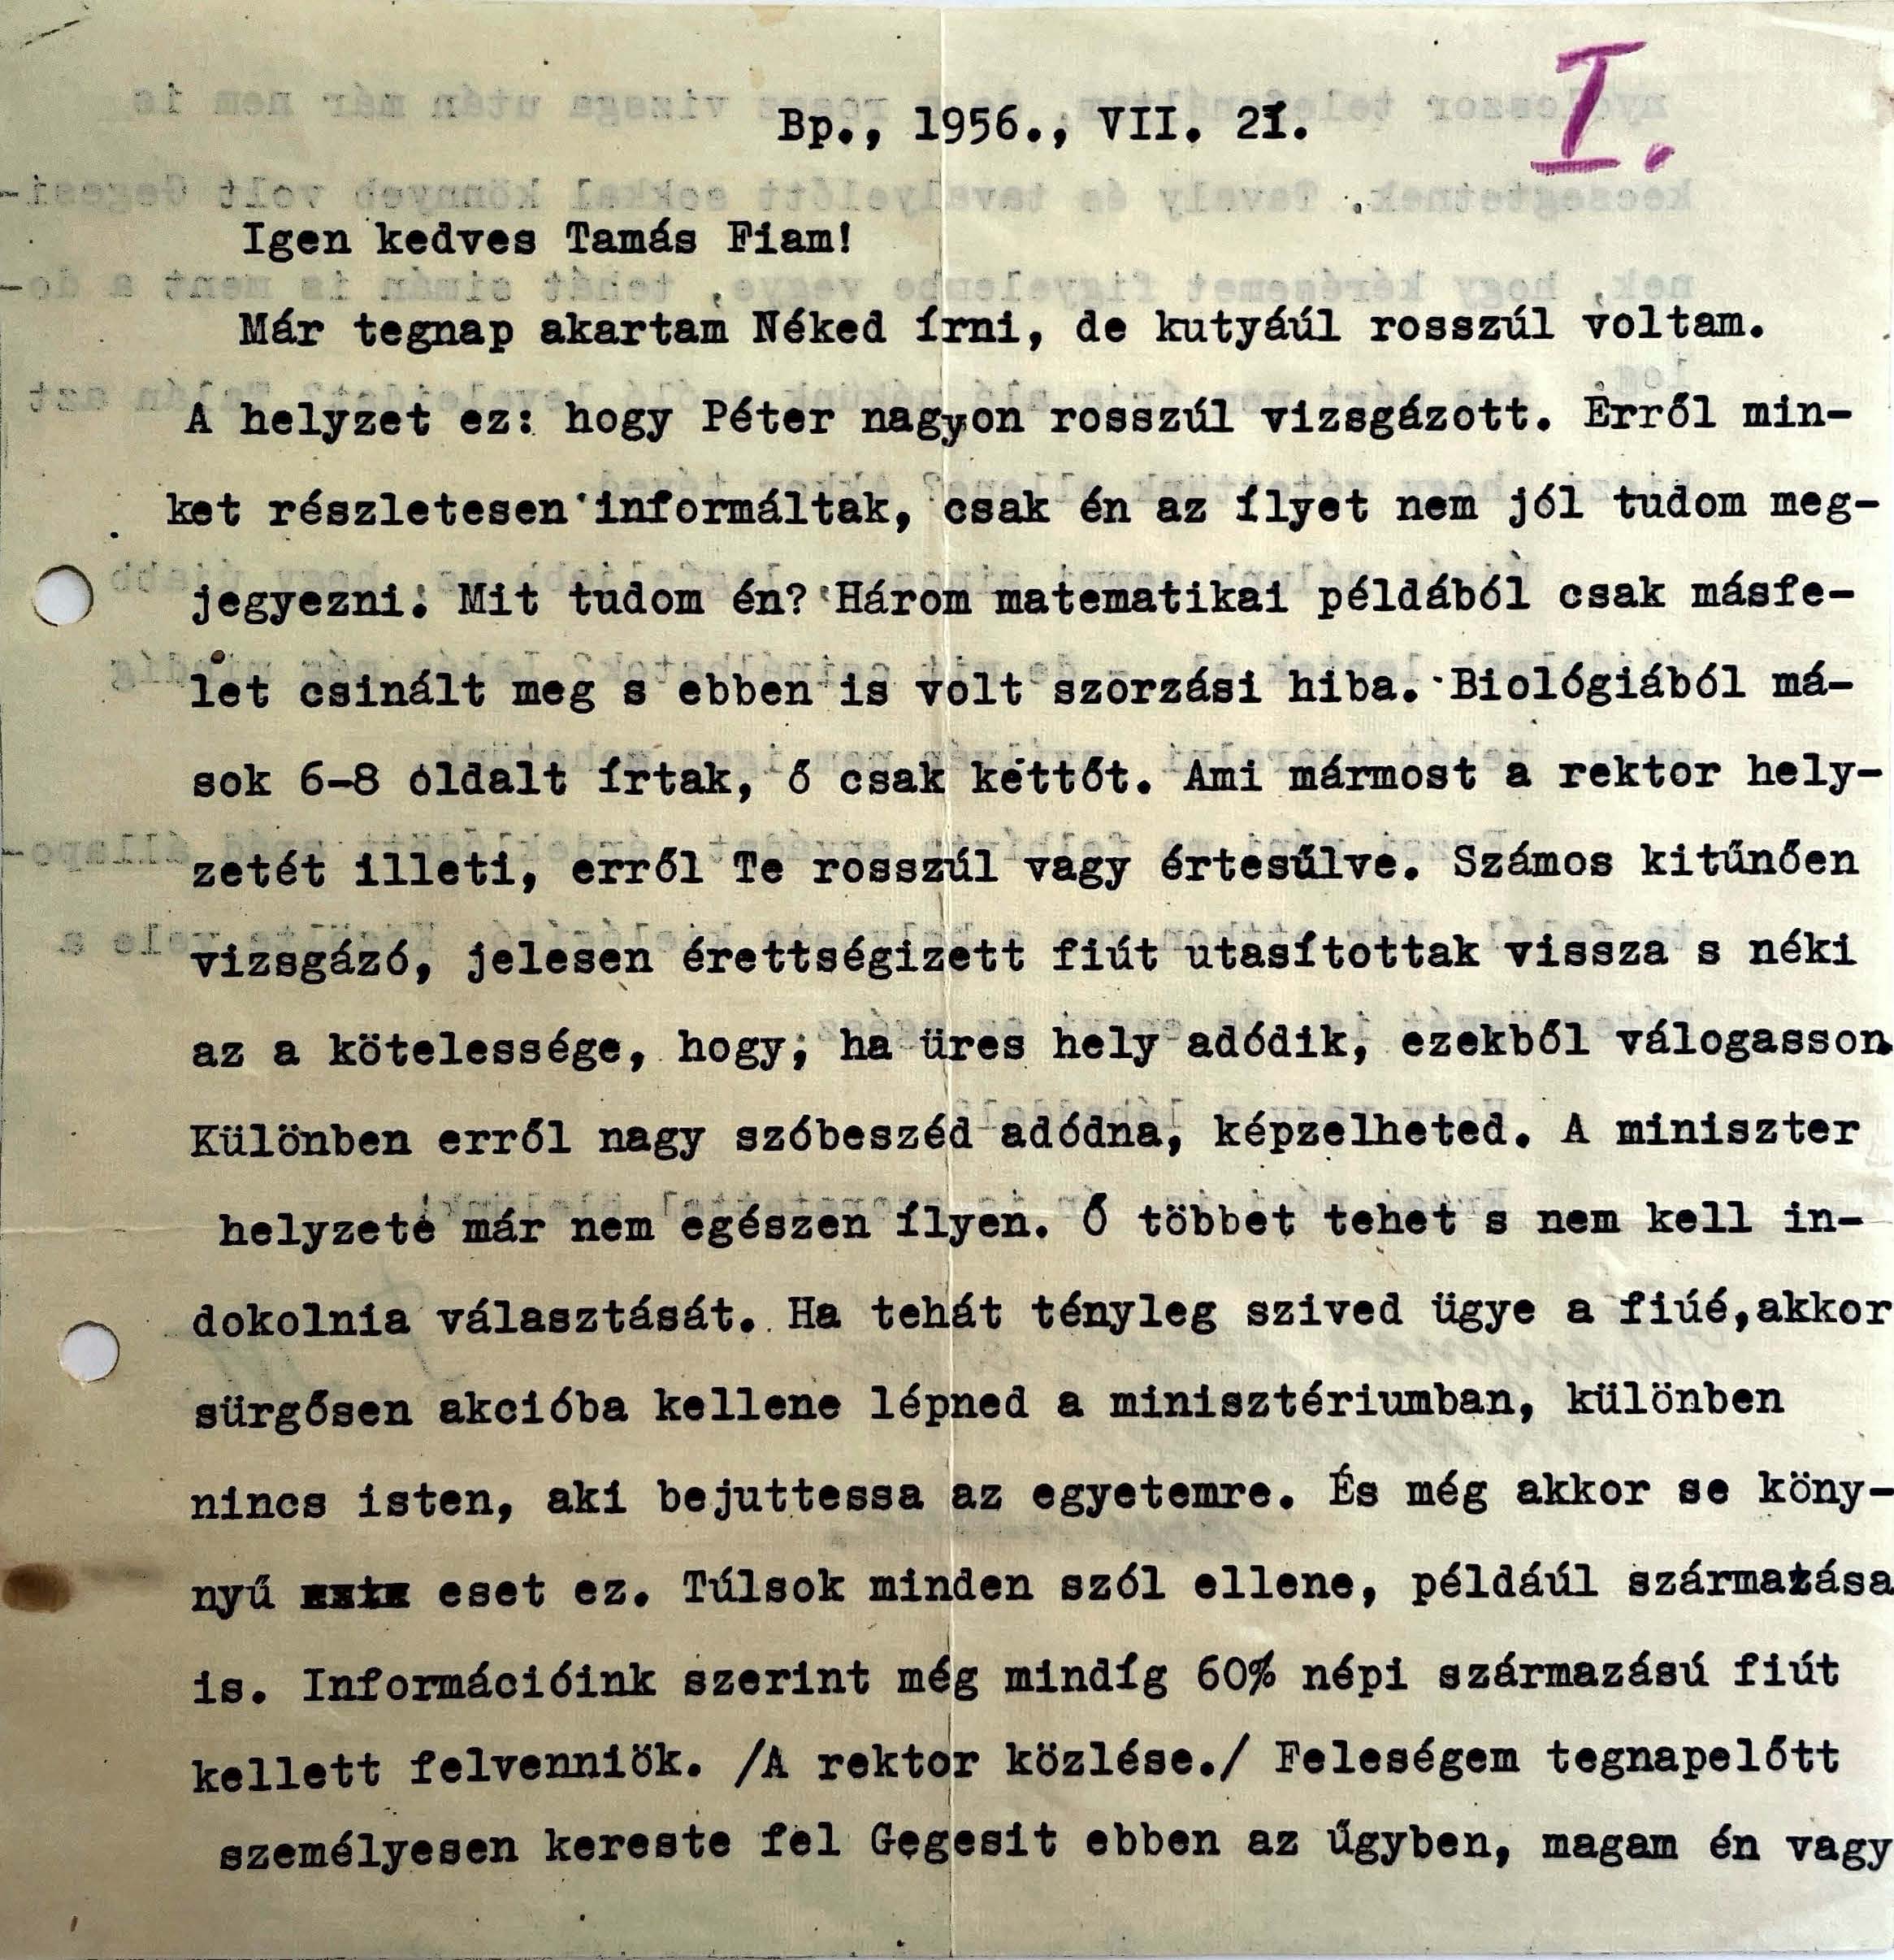 I.
Bp., 1956., VII. 21.
Igen kedves Tamás Fiam!
Már tegnap akartam Néked írni, de kutyáúl rosszúl voltam.
A helyzet ez: hogy Péter nagyon rosszúl vizsgázott. Erről min-
ket részletesen informáltak, csak én az ílyet nem jól tudom meg-
jegyezni. Mit tudom én? Három matematikai példából csak másfe-
let csinált meg s ebben is volt szorzási hiba. Biológiából má-
sok 6-8 oldalt írtak, ő csak kettőt. Ami mármost a rektor hely-
zetét illeti, erről Te rosszúl vagy értesűlve. Számos kitűnően
vizsgázó, jelesen érettségizett fiút utasítottak vissza s néki
az a kötelessége, hogy, ha üres hely adódik, ezekből válogasson.
Különben erről nagy szóbeszéd adódna, képzelheted. A miniszter
helyzete már nem egészen ílyen. Ő többet tehet s nem kell in-
dokolnia választását. Ha tehát tényleg szived ügye a fiúé,akkor
sürgősen akcióba kellene lépned a minisztériumban, különben
nincs isten, aki bejuttessa az egyetemre. És még akkor se köny-
nyű eset ez. Túlsok minden szól ellene, példáúl származása
is. Információink szerint még mindíg 60% népi származású fiút
kellett felvenniök. /A rektor közlése./ Feleségem tegnapelőtt
személyesen kereste fel Gegesit ebben az űgyben, magam én vagy